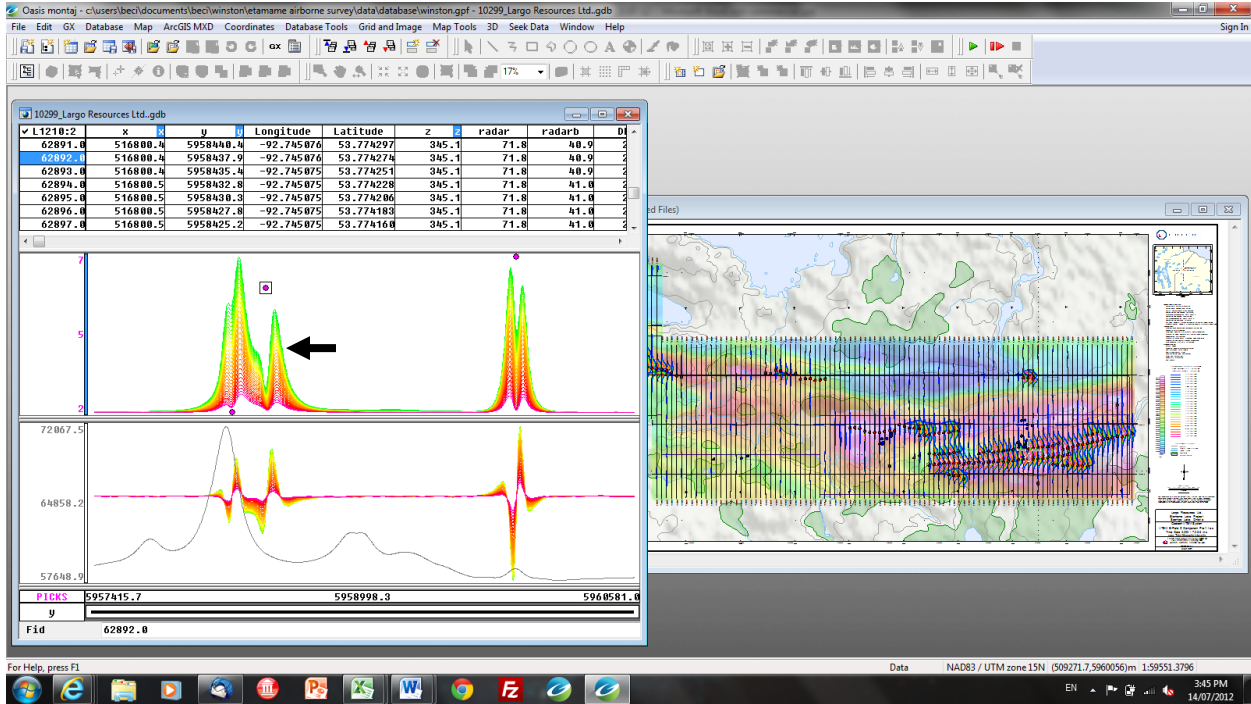 Oasis montaj - c:\users\beci\documents\beci\winston\etamame airborne survey\data\database\winston.gpf - 10299_Largo Resources Ltd..gdb
File Edit GX Database Map ArcGIS MXD Coordinates Database Tools Grid and Image Map Tools 3D Seek Data Window Help Sign In
αx
A
17%
10299_Largo Resources Ltd..gdb
L1210:2 x x y y Longitude Latitude z z radar radarb
62891.0 516800.4 5958440.4 -92.745076 53.774297 345.1 71.8 40.9 2
62892.0 516800.4 5958437.9 -92.745076 53.774274 345.1 71.8 40.9 2
62893.0 516800.4 5958435.4 -92.745075 53.774251 345.1 71.8 40.9 2
62894.0 516800.5 5958432.8 -92.745075 53.774228 345.1 71.8 41.0 2
62895.0 516800.5 5958430.3 -92.745075 53.774206 345.1 71.8 41.0 2
62896.0 516800.5 5958427.8 -92.745075 53.774183 345.1 71.8 41.0 2
62897.0 516800.5 5958425.2 -92.745075 53.774160 345.1 71.8 41.0 2
ed Files)
7
5
2
72067.5
64858.2
57648.9
PICKS 5957415.7 5958998.3 5960581.0
y
Fid 62892.0
For Help, press F1 Data NAD83 / UTM zone 15N (509271.7,5960056)m 1:59551.3796
EN 3:45 PM
14/07/2012